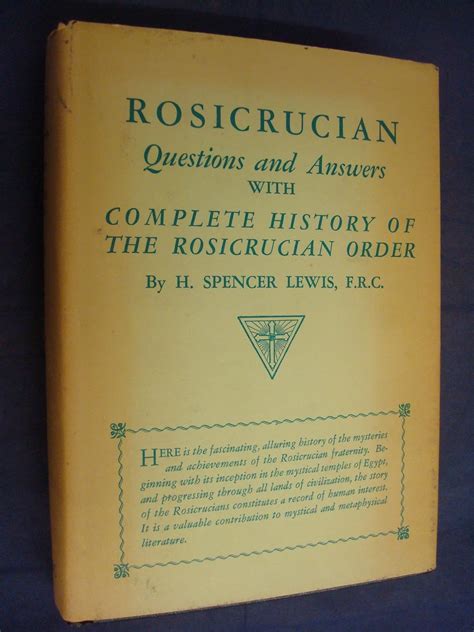 ROSICRUCIAN
Questions and Answers
WITH
COMPLETE HISTORY OF
THE ROSICRUCIAN ORDER
By H. SPENCER LEWIS, F.R.C.
HERE is the fascinating, alluring history of the mysteries
and achievements of the Rosicrucian fraternity. Be-
ginning with its inception in the mystical temples of Egypt,
and progressing through all lands of civilization, the story
of the Rosicrucians constitutes a record of human interest.
It is a valuable contribution to mystical and metaphysical
literature.